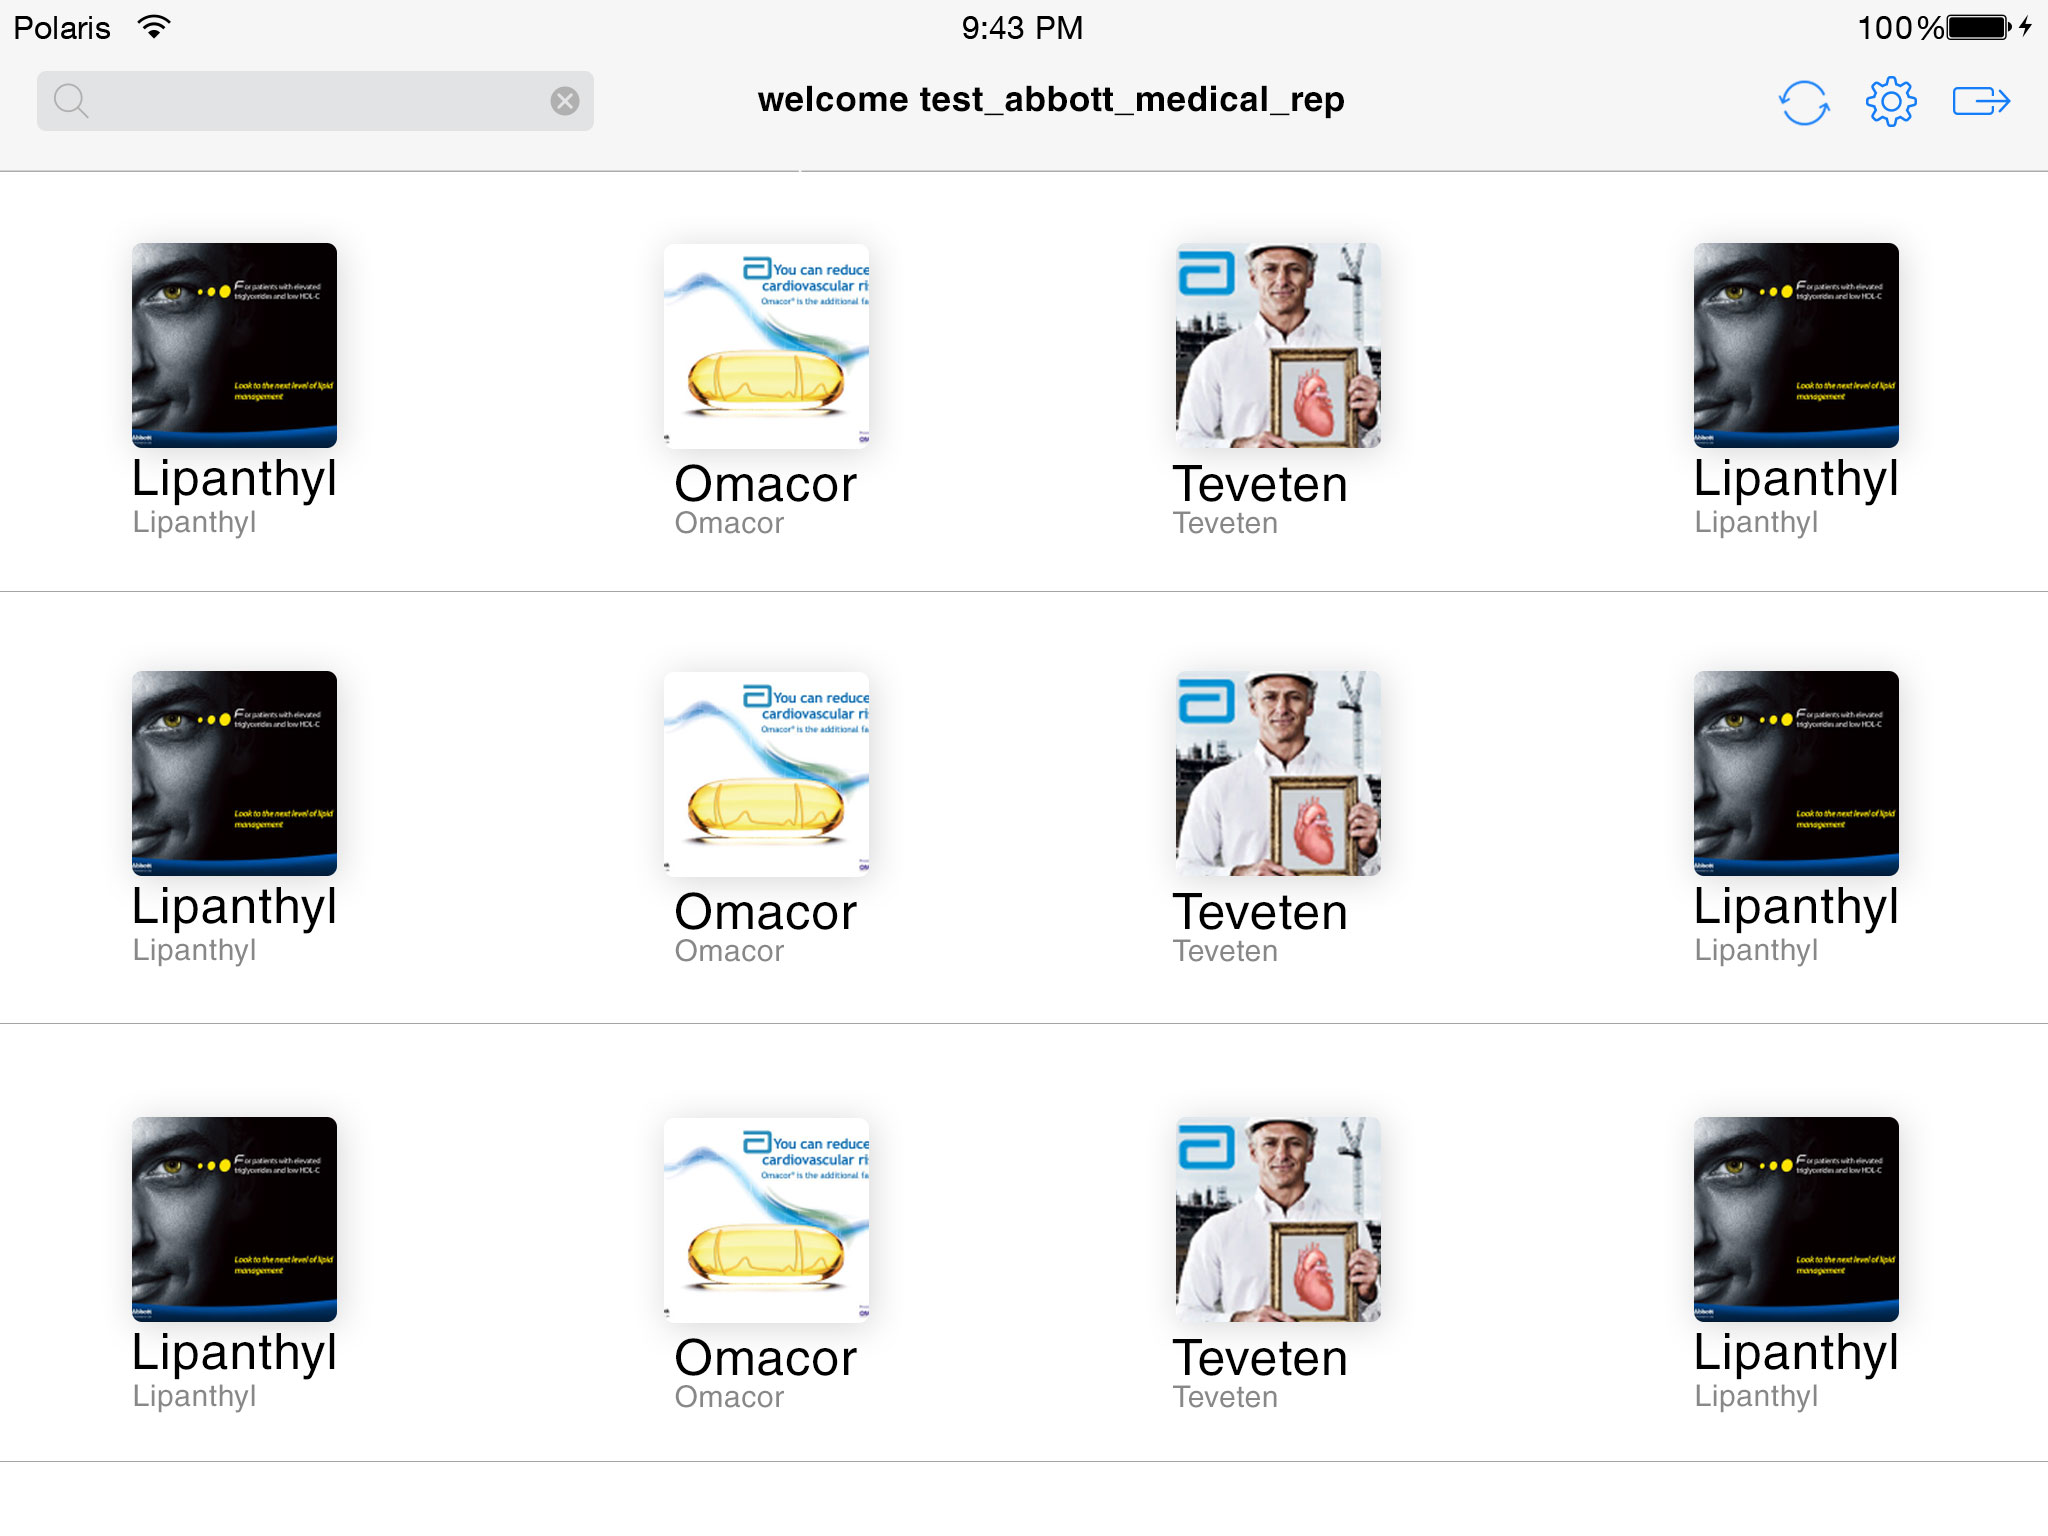 Polaris
9:43 PM
100%
welcome test_abbott_medical_rep
For patients with elevated
triglycerides and low HDL-C
Look to the next level of lipid
management
Abbott
Lipanthyl
Lipanthyl
You can reduce
cardiovascular ri
Omacor® is the additional fa
Omacor
Omacor
Teveten
Teveten
For patients with elevated
triglycerides and low HDL-C
Look to the next level of lipid
management
Abbott
Lipanthyl
Lipanthyl
For patients with elevated
triglycerides and low HDL-C
Look to the next level of lipid
management
Abbott
Lipanthyl
Lipanthyl
You can reduce
cardiovascular ri
Omacor® is the additional fa
Omacor
Omacor
Teveten
Teveten
For patients with elevated
triglycerides and low HDL-C
Look to the next level of lipid
management
Abbott
Lipanthyl
Lipanthyl
For patients with elevated
triglycerides and low HDL-C
Look to the next level of lipid
management
Abbott
Lipanthyl
Lipanthyl
You can reduce
cardiovascular ri
Omacor® is the additional fa
Omacor
Omacor
Teveten
Teveten
For patients with elevated
triglycerides and low HDL-C
Look to the next level of lipid
management
Abbott
Lipanthyl
Lipanthyl